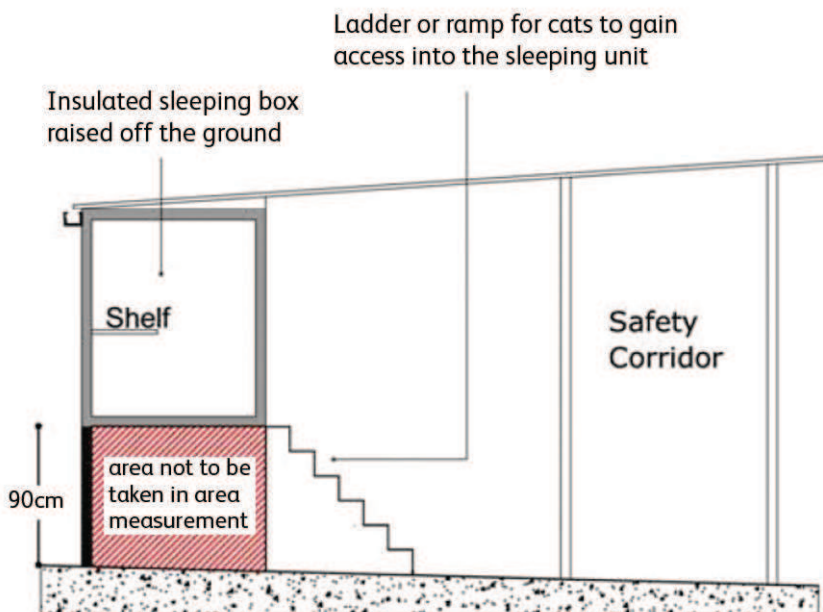 Ladder or ramp for cats to gain
access into the sleeping unit
Insulated sleeping box
raised off the ground
Shelf
Safety
Corridor
area not to be
taken in area
measurement
90cm